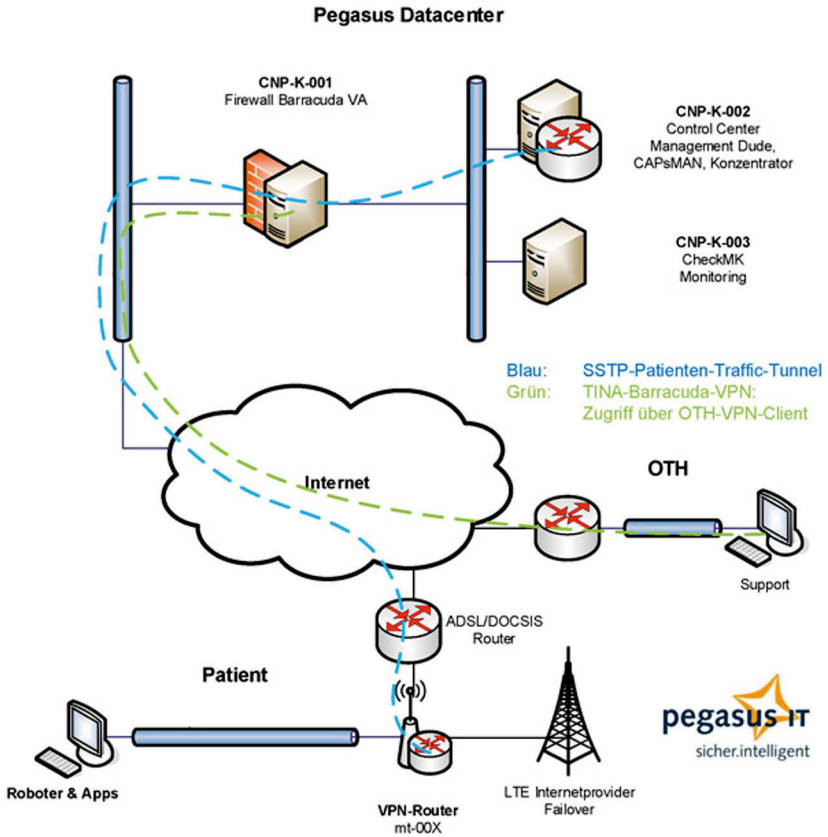 Pegasus Datacenter
CNP-K-001
Firewall Barracuda VA
CNP-K-002
Control Center
Management Dude,
CAPsMAN, Konzentrator
CNP-K-003
CheckMK
Monitoring
Blau: SSTP-Patienten-Traffic-Tunnel
Grün: TINA-Barracuda-VPN:
Zugriff über OTH-VPN-Client
Internet
OTH
Support
ADSL/DOCSIS
Router
Patient
Roboter & Apps
VPN-Router
mt-00X
LTE Internetprovider
Failover
pegasus IT
sicher.intelligent